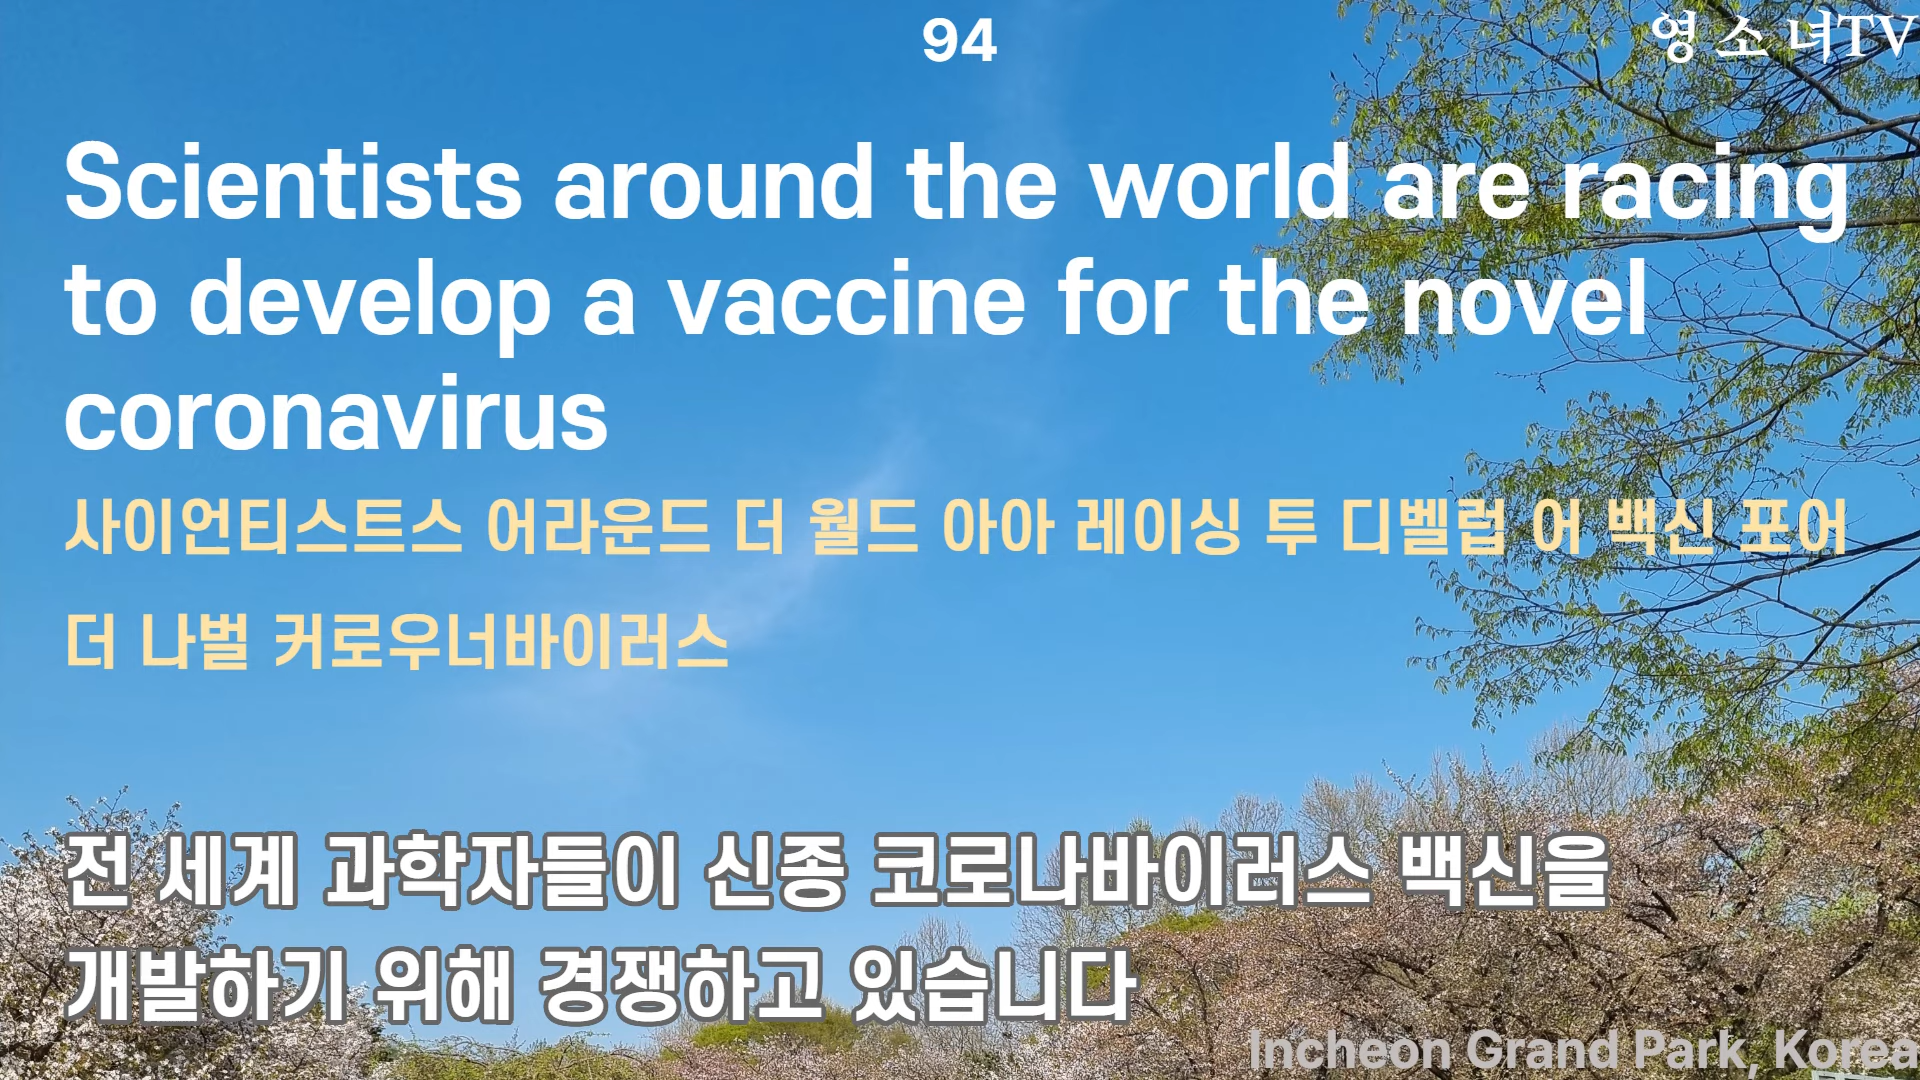 94
영소녀TV
Scientists around the world are racing
to develop a vaccine for the novel
coronavirus
사이언티스트스 어라운드 더 월드 아아 레이싱 투 디벨럽 어 백신 포어
더 나벌 커로우너바이러스
전 세계 과학자들이 신종 코로나바이러스 백신을
개발하기 위해 경쟁하고 있습니다
Incheon Grand Park, Korea